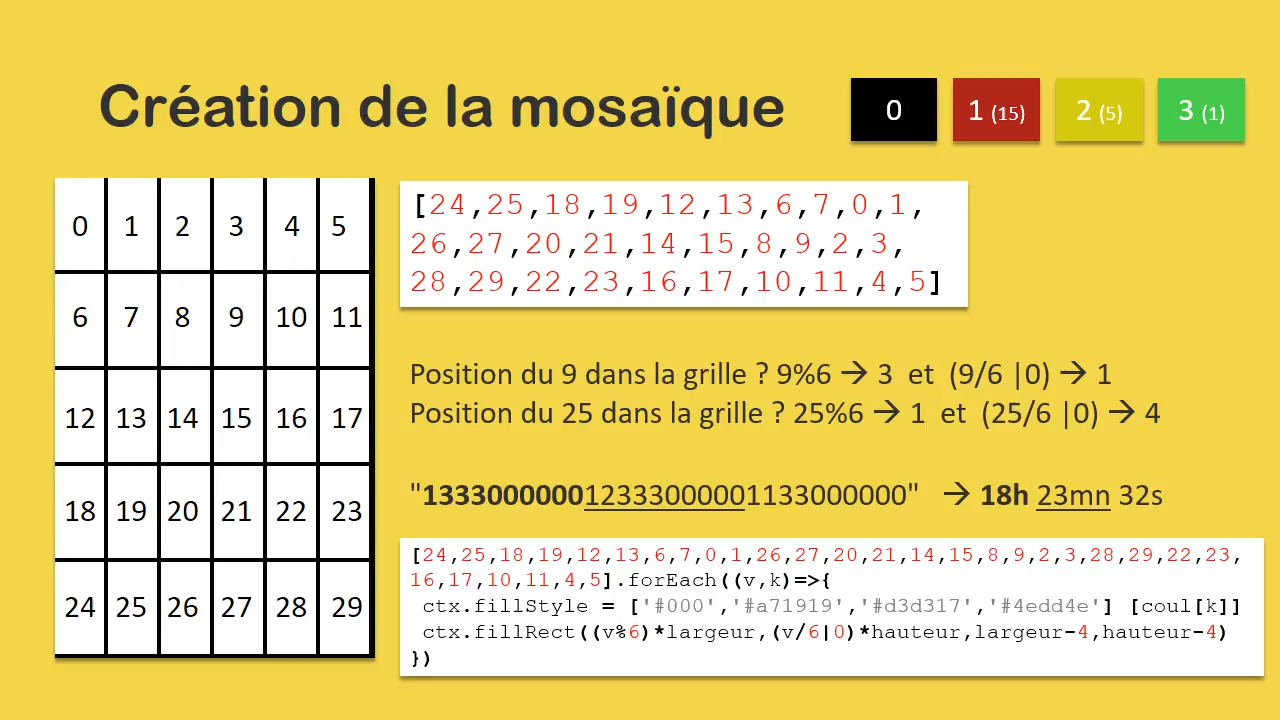 Création de la mosaïque
0 1 (15) 2 (5) 3 (1)
0 1 2 3 4 5
6 7 8 9 10 11
12 13 14 15 16 17
18 19 20 21 22 23
24 25 26 27 28 29
[24,25,18,19,12,13,6,7,0,1,
26,27,20,21,14,15,8,9,2,3,
28,29,22,23,16,17,10,11,4,5]
Position du 9 dans la grille ? 9%6 → 3 et (9/6 |0) → 1
Position du 25 dans la grille ? 25%6 → 1 et (25/6 |0) → 4
"133300000012333000001133000000" → 18h 23mn 32s
[24,25,18,19,12,13,6,7,0,1,26,27,20,21,14,15,8,9,2,3,28,29,22,23,
16,17,10,11,4,5].forEach((v,k)=>{
ctx.fillStyle = ['#000','#a71919','#d3d317','#4edd4e'] [coul[k]]
ctx.fillRect((v%6)*largeur,(v/6|0)*hauteur,largeur-4,hauteur-4)
})